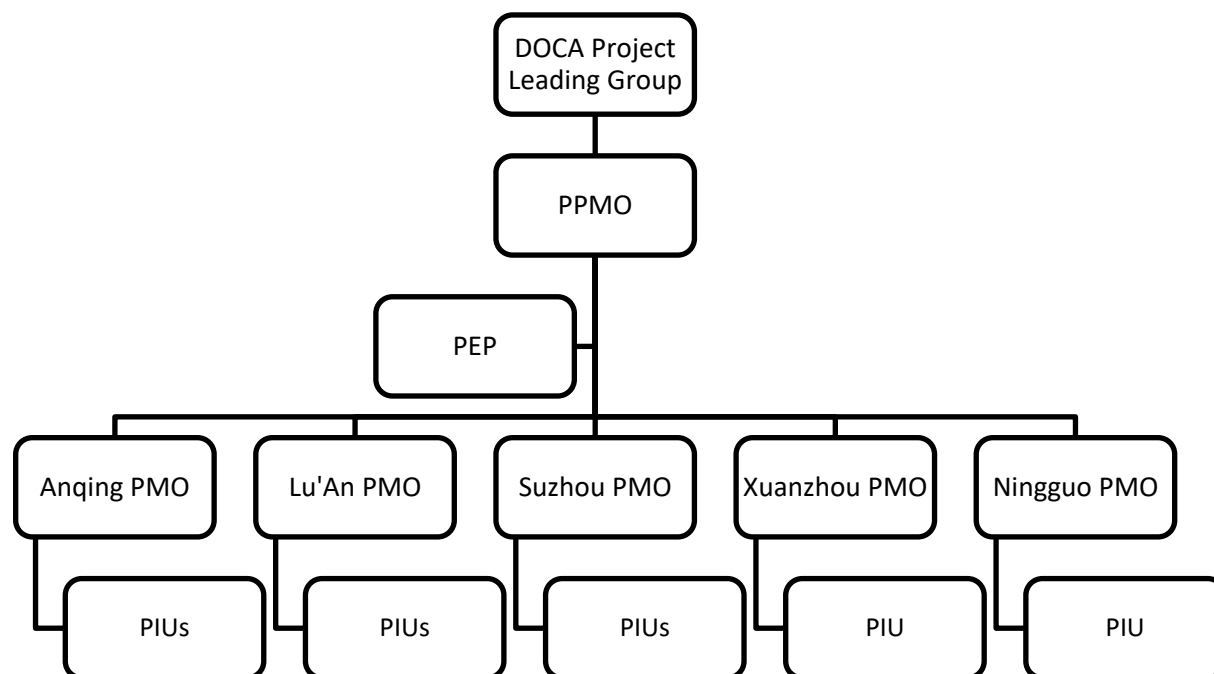 DOCA Project
Leading Group
PPMO
PEP
Anqing PMO
Lu'An PMO
Suzhou PMO
Xuanzhou PMO
Ningguo PMO
PIUs
PIUs
PIUs
PIU
PIU